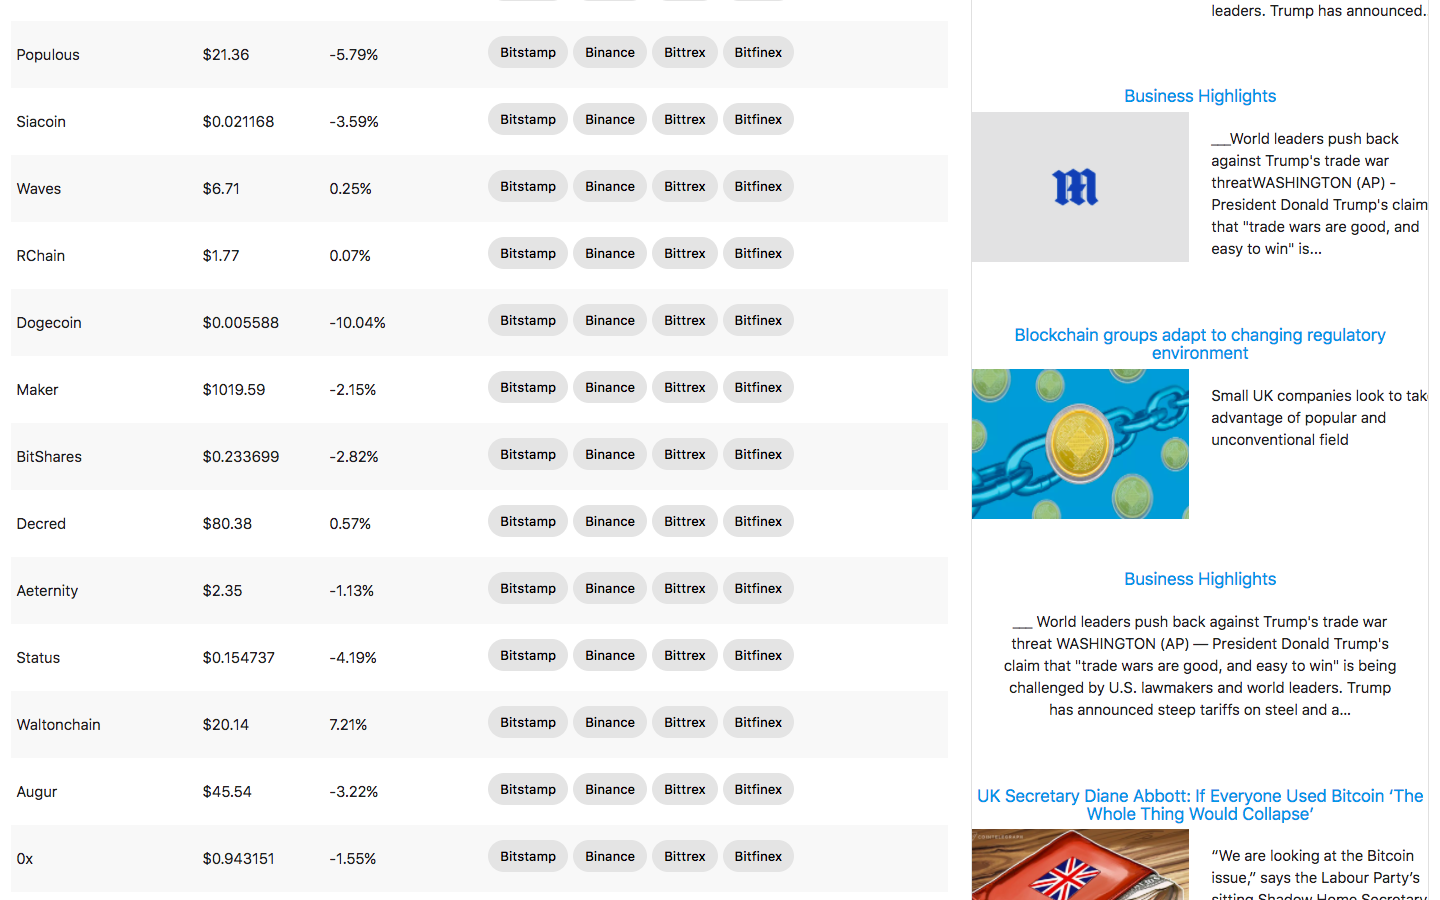 Populous $21.36 -5.79% Bitstamp Binance Bittrex Bitfinex
Siacoin $0.021168 -3.59% Bitstamp Binance Bittrex Bitfinex
Waves $6.71 0.25% Bitstamp Binance Bittrex Bitfinex
RChain $1.77 0.07% Bitstamp Binance Bittrex Bitfinex
Dogecoin $0.005588 -10.04% Bitstamp Binance Bittrex Bitfinex
Maker $1019.59 -2.15% Bitstamp Binance Bittrex Bitfinex
BitShares $0.233699 -2.82% Bitstamp Binance Bittrex Bitfinex
Decred $80.38 0.57% Bitstamp Binance Bittrex Bitfinex
Aeternity $2.35 -1.13% Bitstamp Binance Bittrex Bitfinex
Status $0.154737 -4.19% Bitstamp Binance Bittrex Bitfinex
Waltonchain $20.14 7.21% Bitstamp Binance Bittrex Bitfinex
Augur $45.54 -3.22% Bitstamp Binance Bittrex Bitfinex
0x $0.943151 -1.55% Bitstamp Binance Bittrex Bitfinex
leaders. Trump has announced.
Business Highlights
___World leaders push back
against Trump's trade war
threatWASHINGTON (AP) -
President Donald Trump's claim
that "trade wars are good, and
easy to win" is...
Blockchain groups adapt to changing regulatory
environment
Small UK companies look to tak
advantage of popular and
unconventional field
Business Highlights
___ World leaders push back against Trump's trade war
threat WASHINGTON (AP) — President Donald Trump's
claim that "trade wars are good, and easy to win" is being
challenged by U.S. lawmakers and world leaders. Trump
has announced steep tariffs on steel and a...
UK Secretary Diane Abbott: If Everyone Used Bitcoin ‘The
Whole Thing Would Collapse’
COINTELEGRAPH
“We are looking at the Bitcoin
issue,” says the Labour Party’s
sitting Shadow Home Secretary